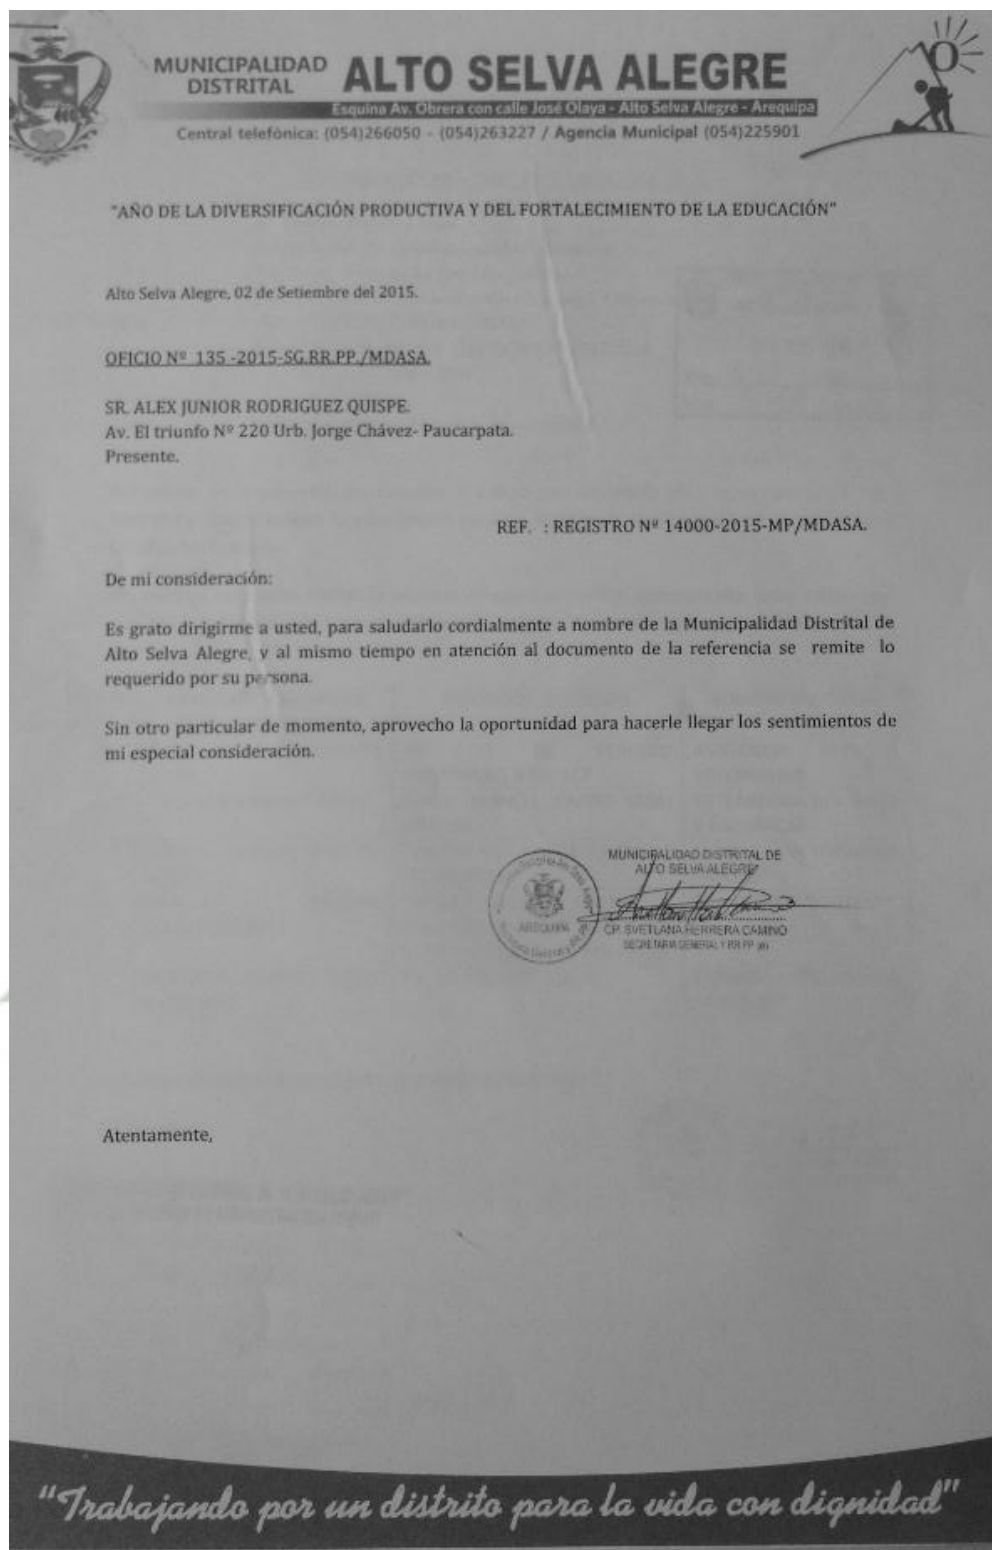 MUNICIPALIDAD
DISTRITAL
ALTO SELVA ALEGRE
Esquina Av. Obrera con calle José Olaya - Alto Selva Alegre - Arequipa
Central telefónica: (054)266050 - (054)263227 / Agencia Municipal (054)225901
"AÑO DE LA DIVERSIFICACIÓN PRODUCTIVA Y DEL FORTALECIMIENTO DE LA EDUCACIÓN"
Alto Selva Alegre, 02 de Setiembre del 2015.
OFICIO Nº 135 -2015-SG.RR.PP./MDASA.
SR. ALEX JUNIOR RODRIGUEZ QUISPE.
Av. El triunfo Nº 220 Urb. Jorge Chávez- Paucarpata.
Presente.
REF. : REGISTRO Nº 14000-2015-MP/MDASA.
De mi consideración:
Es grato dirigirme a usted, para saludarlo cordialmente a nombre de la Municipalidad Distrital de
Alto Selva Alegre, y al mismo tiempo en atención al documento de la referencia se remite lo
requerido por su persona.
Sin otro particular de momento, aprovecho la oportunidad para hacerle llegar los sentimientos de
mi especial consideración.
MUNICIPALIDAD DISTRITAL DE
ALTO SELVA ALEGRE
AREQUIPA
CP. SVETLANA HERRERA CAMINO
SECRETARIA GENERAL Y RR PP
Atentamente,
"Trabajando por un distrito para la vida con dignidad"